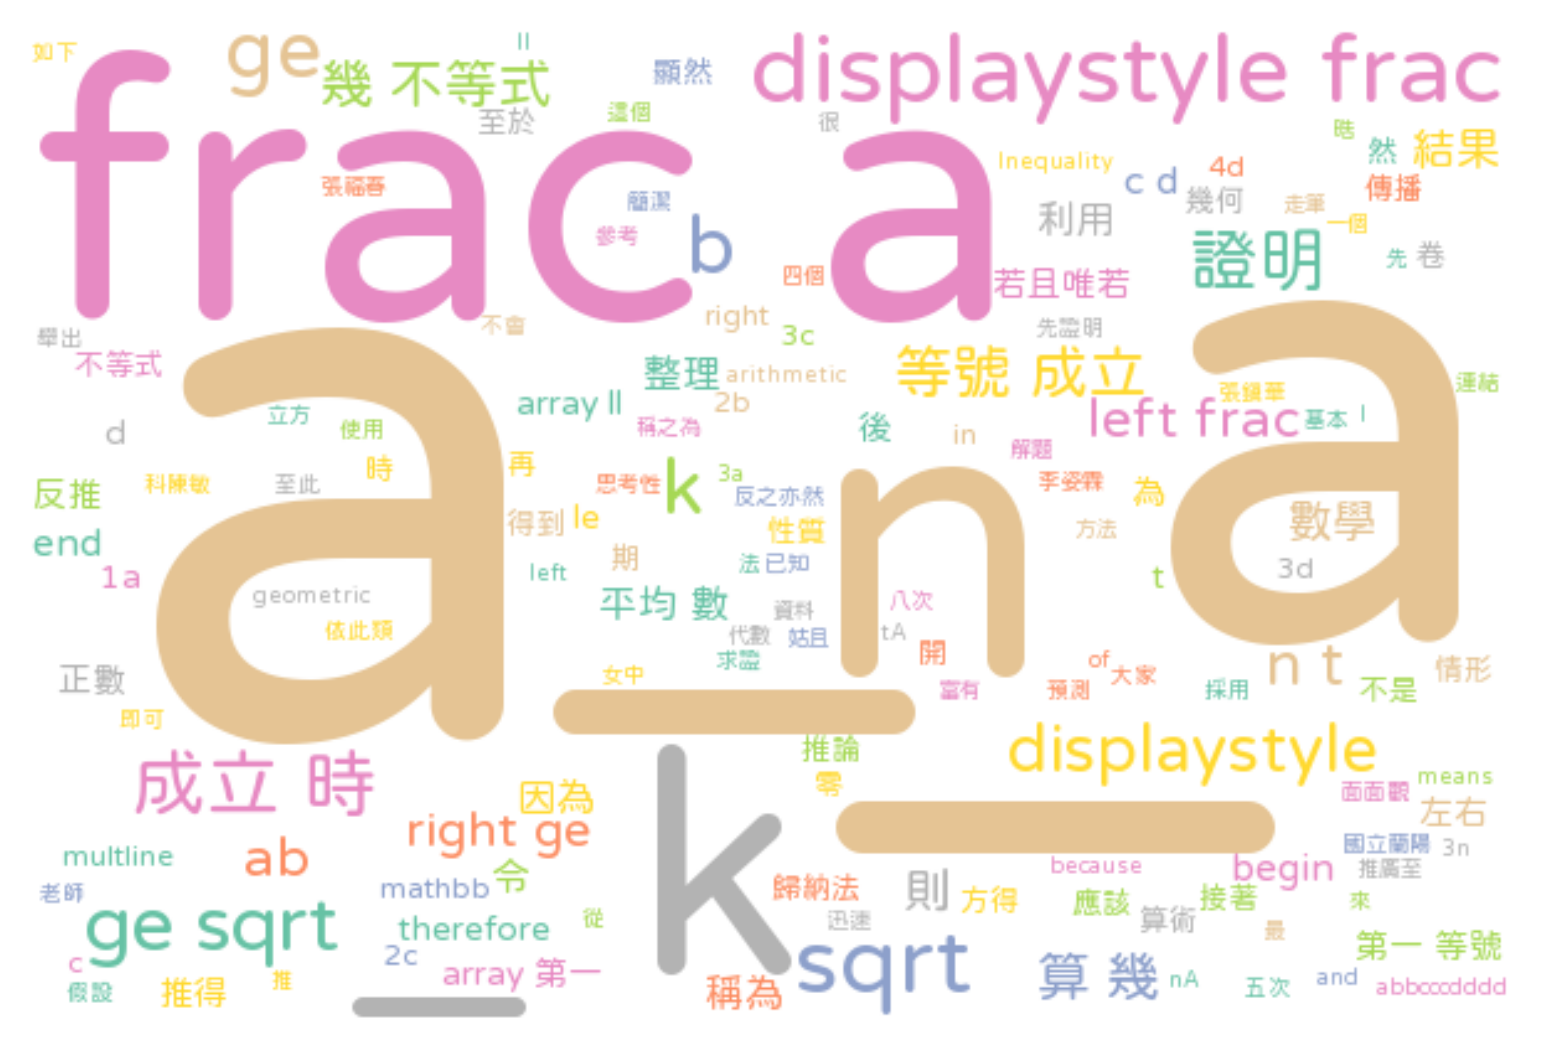 如下
ge
幾 不等式
ll
顯然
displaystyle frac
至於
這個
很
frac a
張福春
簡潔
參考
b
四個
Inequality
c d
4d
然
結果
傳播
幾何
走筆
一個
利用
證明
先
卷
若且唯若
舉出
不等式
不會
right
3c
先證明
整理
arithmetic
等號 成立
2b
array ll
稱之為
張鎮華
連結
left frac
基本
l
d
立方
使用
後
in
解題
a
_
n
_
a
時
再
反推
科陳敏
至此
思考性
k
3a
反之亦然
李姿霖
為
得到
le
性質
方法
數學
end
1a
期
left
法
已知
t
3d
geometric
依此類
平均 數
資料
八次
代數
姑且
tA
求證
開
正數
女中
富有
of
大家
預測
採用
n t
不是
情形
即可
成立 時
推論
displaystyle
零
因為
means
面面觀
左右
right ge
multline
ab
國立蘭陽
3n
because
begin
推廣至
老師
mathbb
令
歸納法
則
方得
應該
接著
來
ge sqrt
therefore
從
迅速
算術
最
k
_
2c
第一 等號
c
array 第一
sqrt
算 幾
nA
五次
and
abbcccdddd
假設
推得
推
稱為